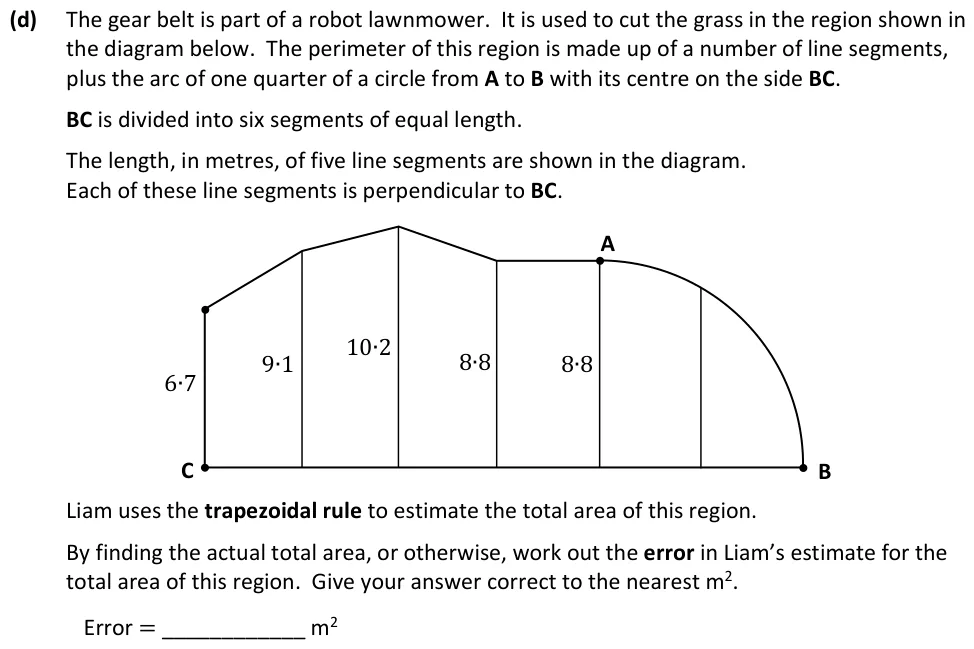 (d) The gear belt is part of a robot lawnmower. It is used to cut the grass in the region shown in
the diagram below. The perimeter of this region is made up of a number of line segments,
plus the arc of one quarter of a circle from A to B with its centre on the side BC.
BC is divided into six segments of equal length.
The length, in metres, of five line segments are shown in the diagram.
Each of these line segments is perpendicular to BC.
A
10·2
9·1
8·8
8·8
6·7
C
B
Liam uses the trapezoidal rule to estimate the total area of this region.
By finding the actual total area, or otherwise, work out the error in Liam’s estimate for the
total area of this region. Give your answer correct to the nearest m².
Error = ____________ m²